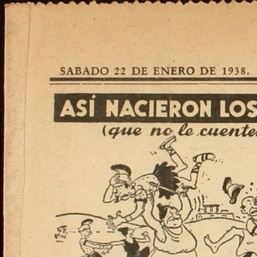 SABADO 22 DE ENERO DE 1938.
ASÍ NACIERON LOS
(que no le cuente